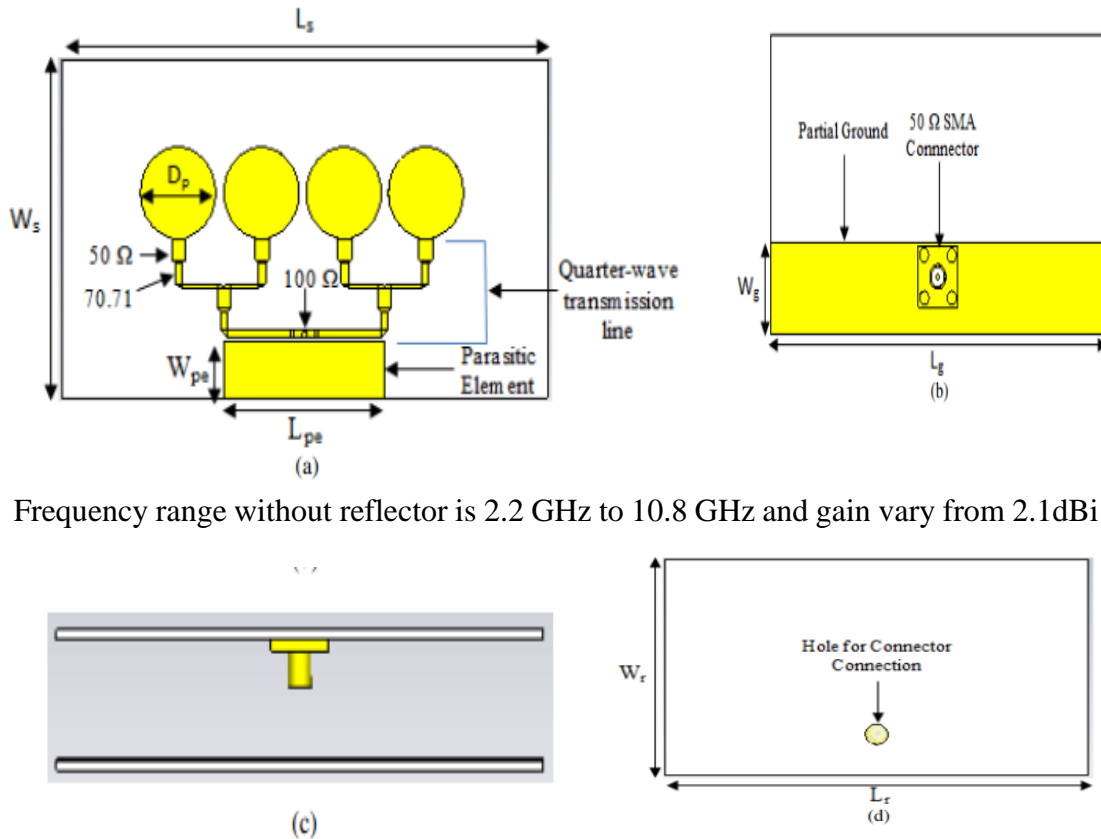 Ls
Ws
Dp
50 Ω
70.71
100 Ω
Quarter-wave
transmission
line
Wpe
Parasitic
Element
Lpe
(a)
Partial Ground
50 Ω SMA
Connnector
Wg
Lg
(b)
Frequency range without reflector is 2.2 GHz to 10.8 GHz and gain vary from 2.1dBi
(c)
Wr
Hole for Connector
Connection
Lr
(d)